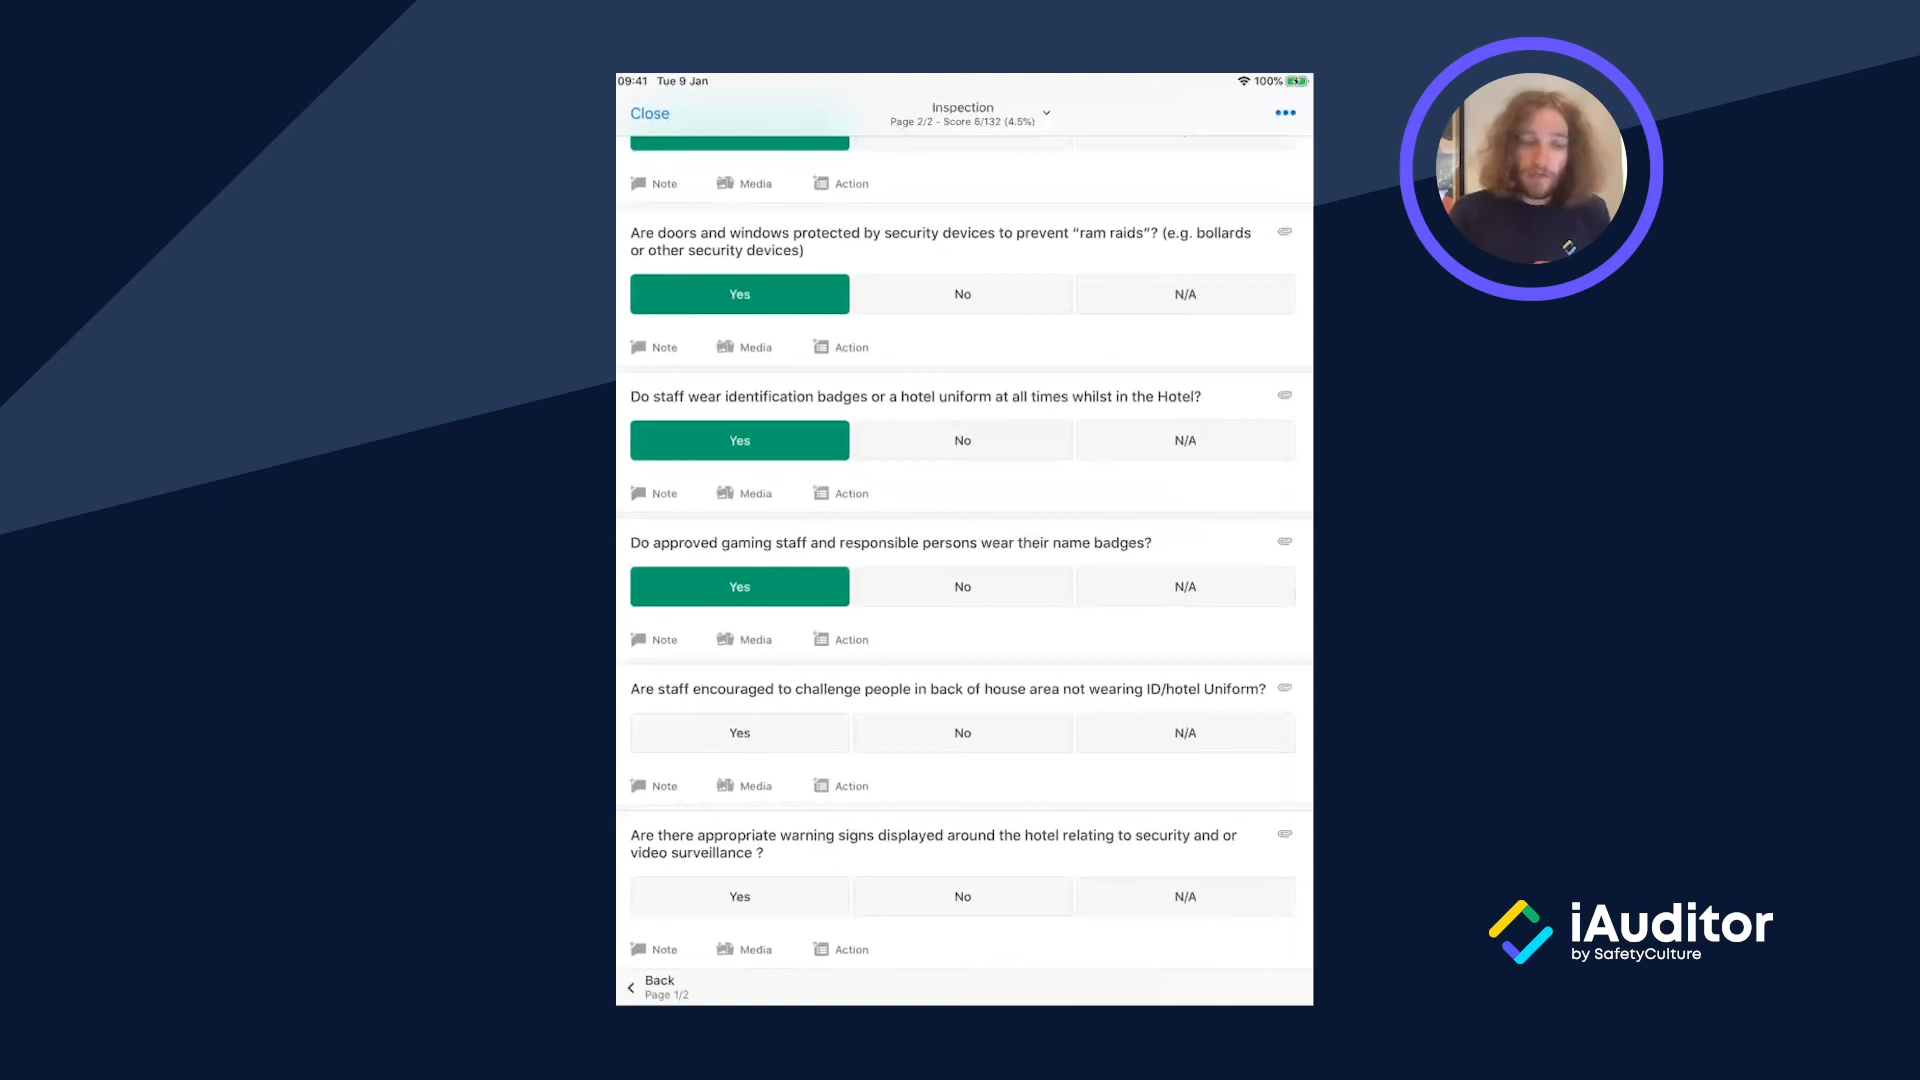 09:41 Tue 9 Jan
100%
Close
Inspection
Page 2/2 - Score 6/132 (4.5%)
Note Media Action
Are doors and windows protected by security devices to prevent “ram raids”? (e.g. bollards
or other security devices)
Yes No N/A
Note Media Action
Do staff wear identification badges or a hotel uniform at all times whilst in the Hotel?
Yes No N/A
Note Media Action
Do approved gaming staff and responsible persons wear their name badges?
Yes No N/A
Note Media Action
Are staff encouraged to challenge people in back of house area not wearing ID/hotel Uniform?
Yes No N/A
Note Media Action
Are there appropriate warning signs displayed around the hotel relating to security and or
video surveillance ?
Yes No N/A
Note Media Action
Back
Page 1/2
iAuditor
by SafetyCulture